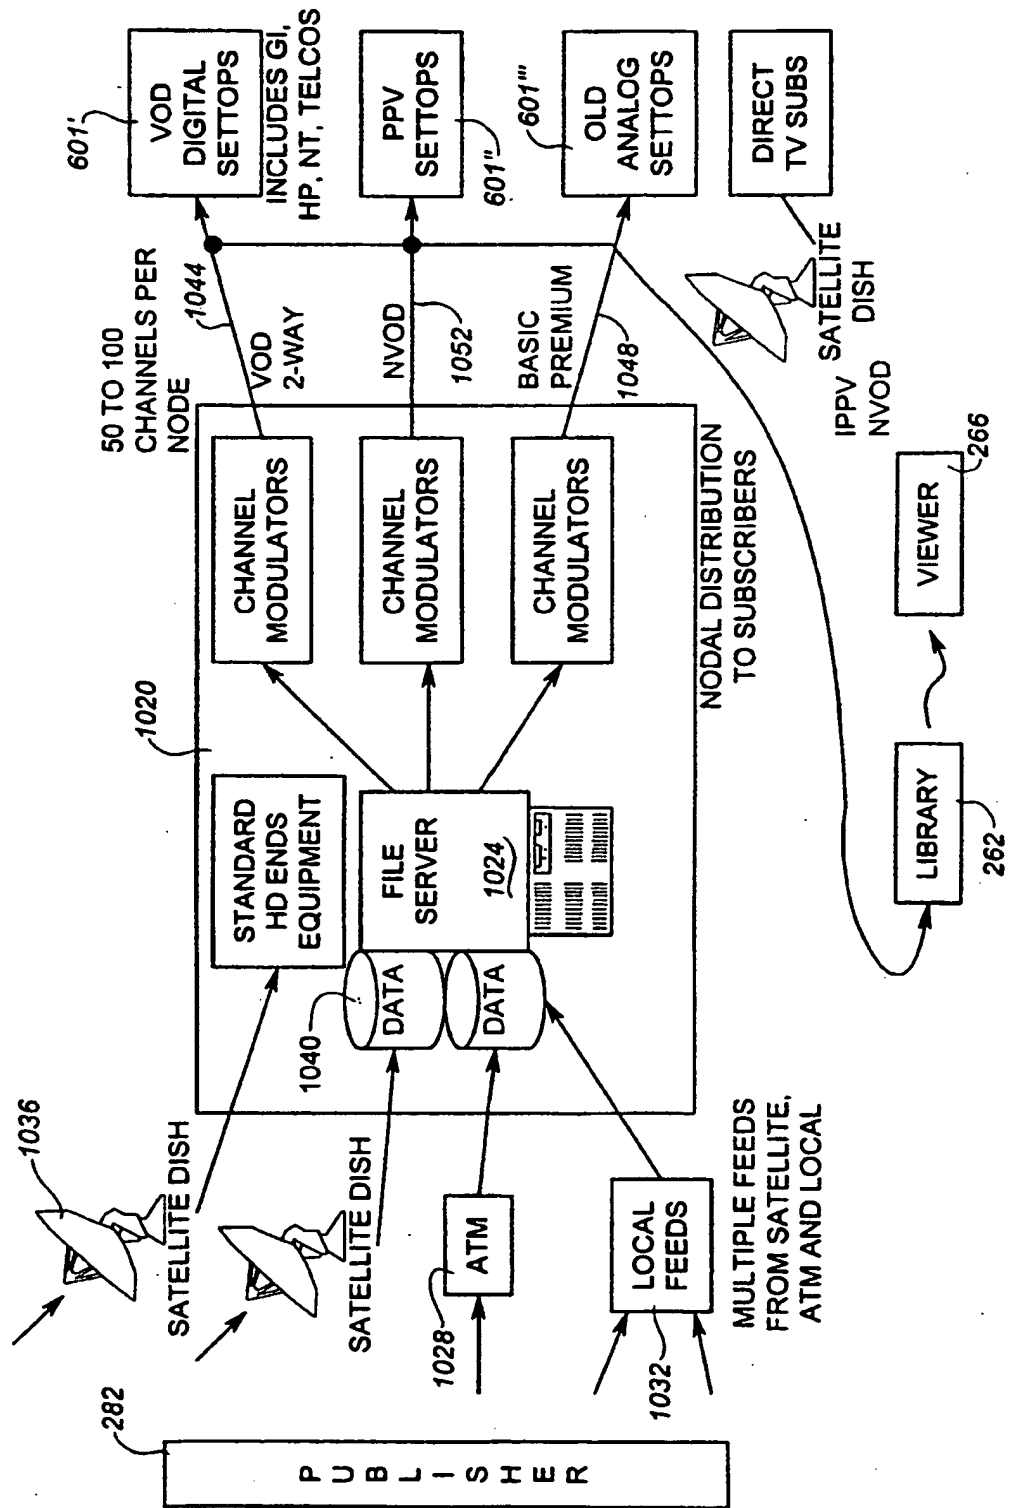 282
PUBLISHER
1036
SATELLITE DISH
SATELLITE DISH
1028
ATM
1032
LOCAL
FEEDS
MULTIPLE FEEDS
FROM SATELLITE,
ATM AND LOCAL
1020
STANDARD
HD ENDS
EQUIPMENT
1040
DATA
DATA
FILE
SERVER
1024
CHANNEL
MODULATORS
CHANNEL
MODULATORS
CHANNEL
MODULATORS
NODAL DISTRIBUTION
TO SUBSCRIBERS
50 TO 100
CHANNELS PER
NODE
1044
VOD
2-WAY
NVOD
1052
BASIC
PREMIUM
1048
601'
VOD
DIGITAL
SETTOPS
INCLUDES GI,
HP, NT, TELCOS
PPV
SETTOPS
601"
601'"
OLD
ANALOG
SETTOPS
DIRECT
TV SUBS
SATELLITE
DISH
IPPV
NVOD
LIBRARY
262
VIEWER
266